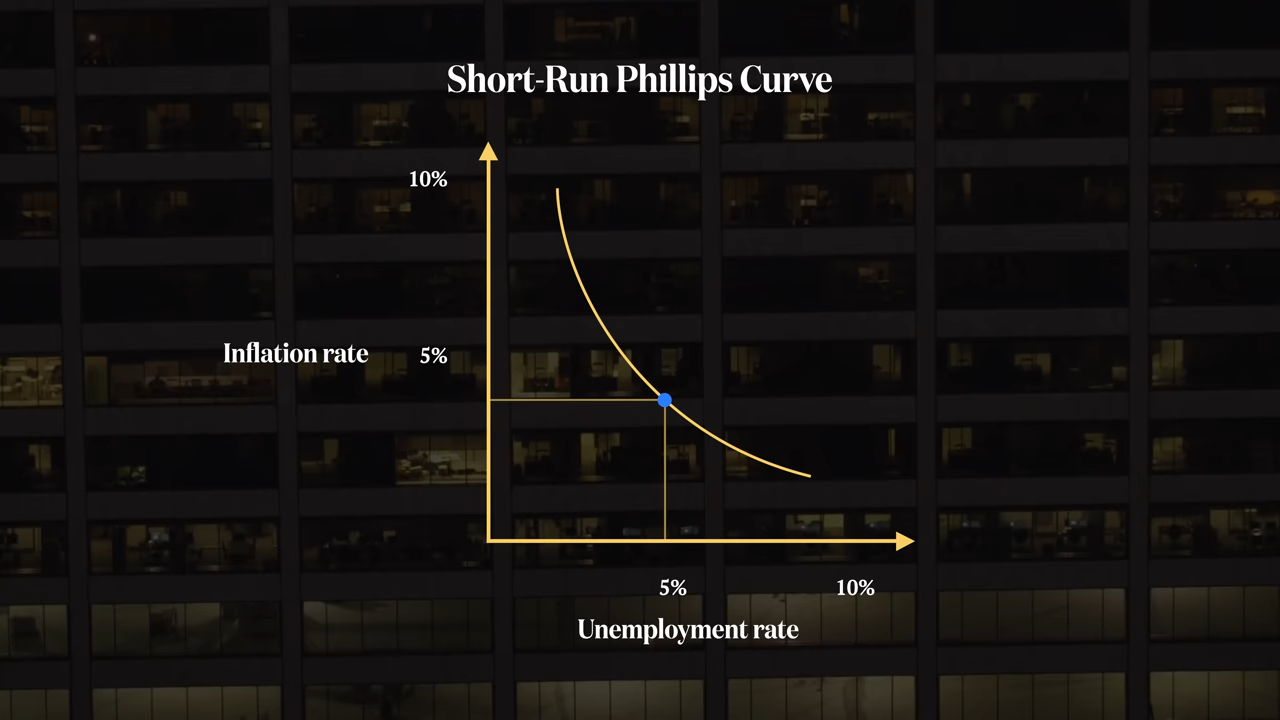 Short-Run Phillips Curve
10%
Inflation rate
5%
5%
10%
Unemployment rate